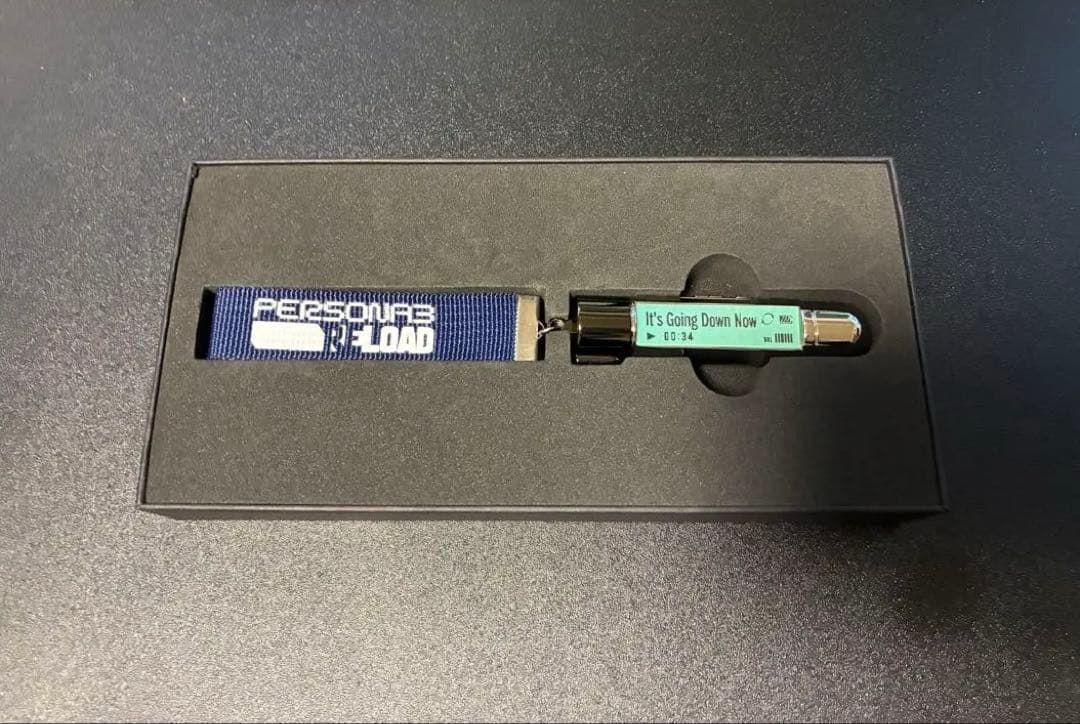 PERSONA3
RELOAD
It's Going Down Now
00:34